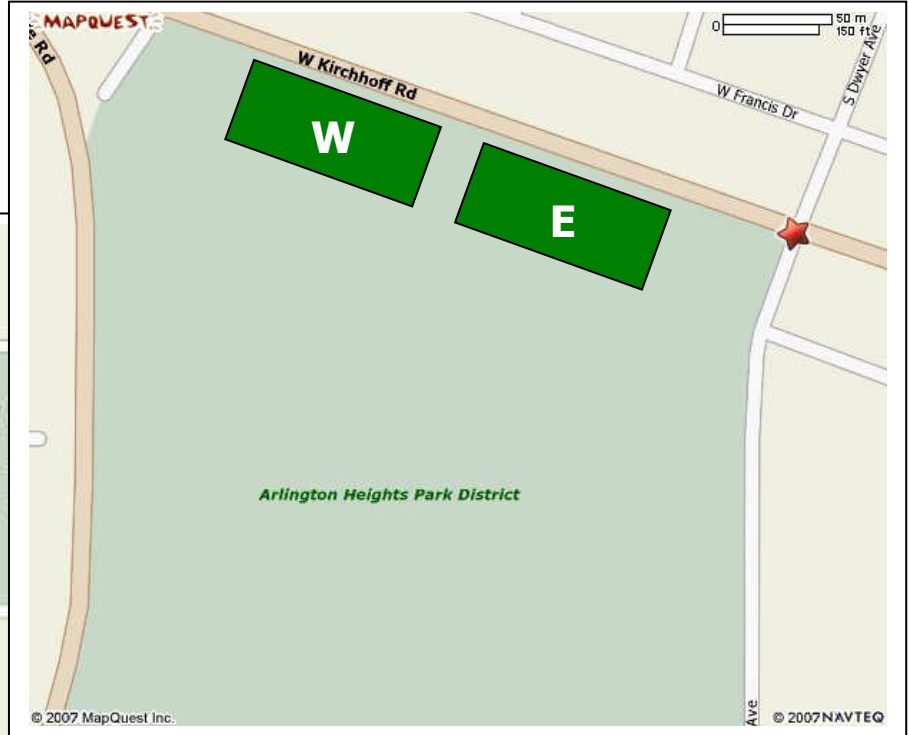 MAPQUEST
0 50 m
150 ft
e Rd
W Kirchhoff Rd
W Francis Dr
S Dwyer Ave
W
E
Arlington Heights Park District
Ave
© 2007 MapQuest Inc.
© 2007 NAVTEQ